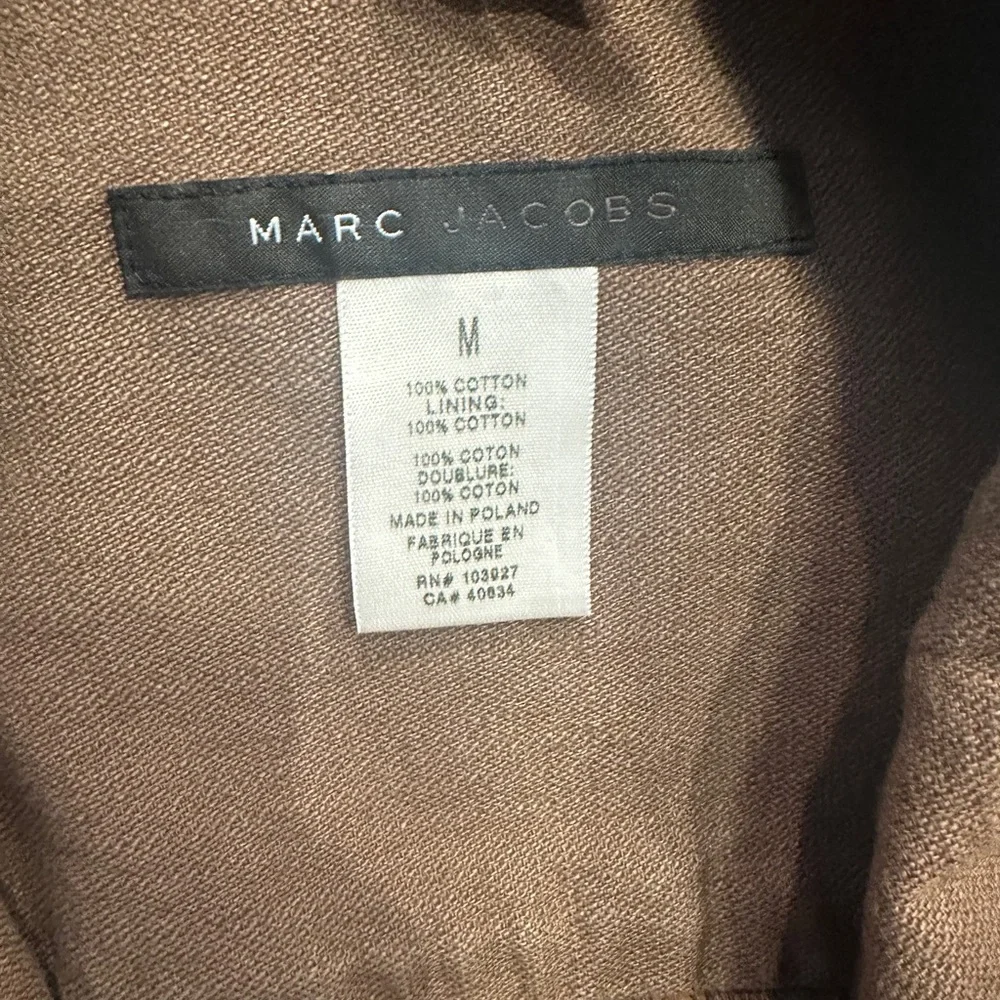 MARC JACOBS
M
100% COTTON
LINING:
100% COTTON
100% COTON
DOUBLURE:
100% COTON
MADE IN POLAND
FABRIQUE EN
POLOGNE
RN# 103927
CA# 40634